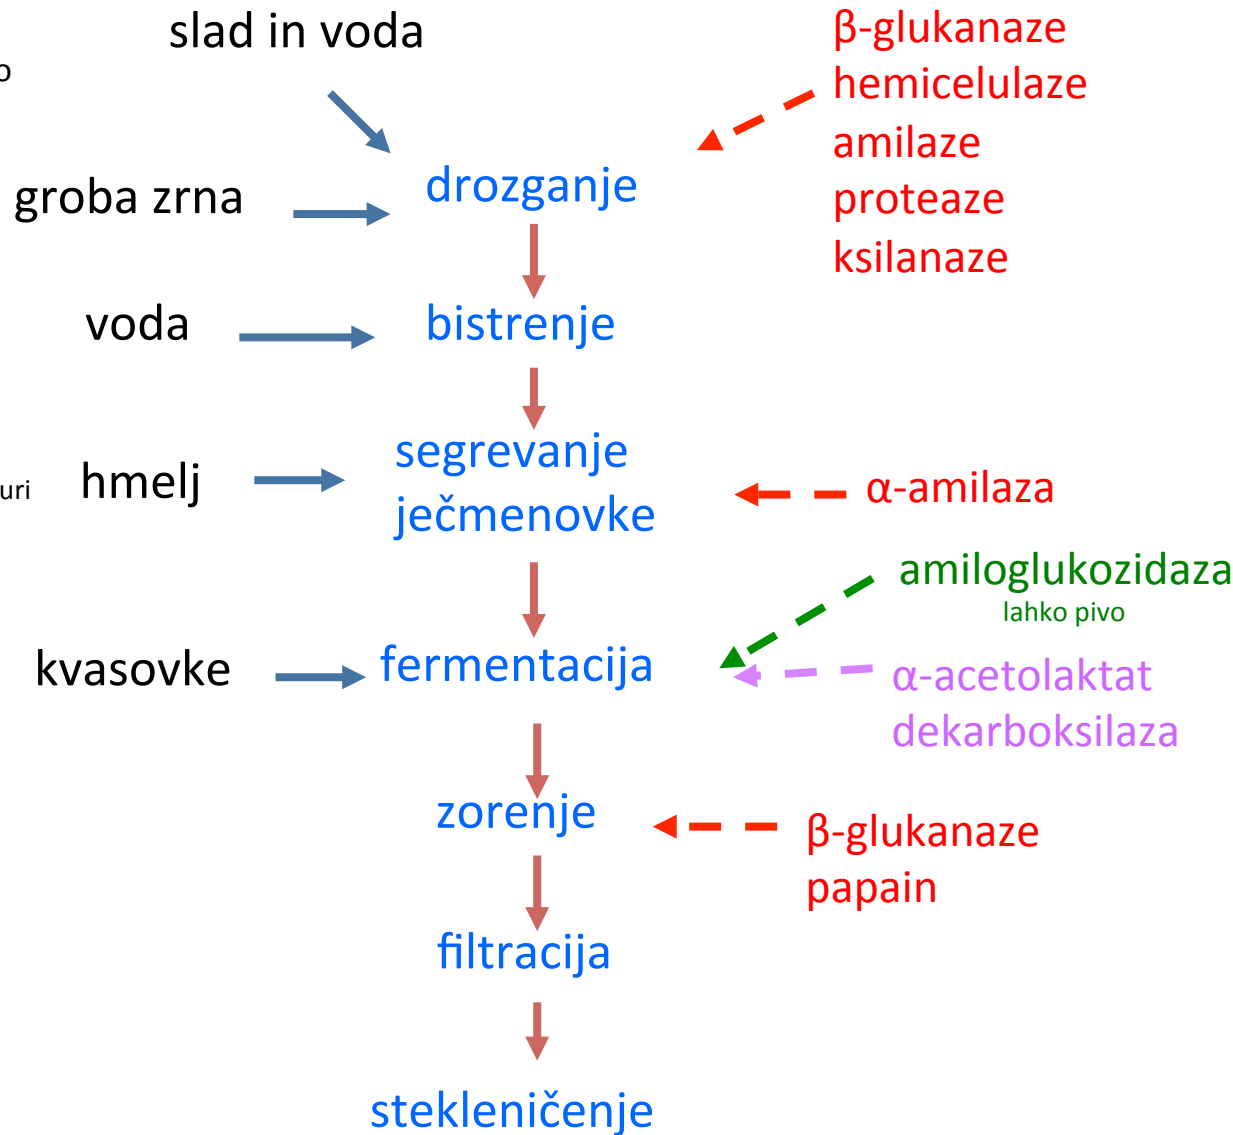 slad in voda
o
groba zrna
voda
uri
hmelj
kvasovke
drozganje
bistrenje
segrevanje
ječmenovke
fermentacija
zorenje
filtracija
stekleničenje
β-glukanaze
hemicelulaze
amilaze
proteaze
ksilanaze
α-amilaza
amiloglukozidaza
lahko pivo
α-acetolaktat
dekarboksilaza
β-glukanaze
papain